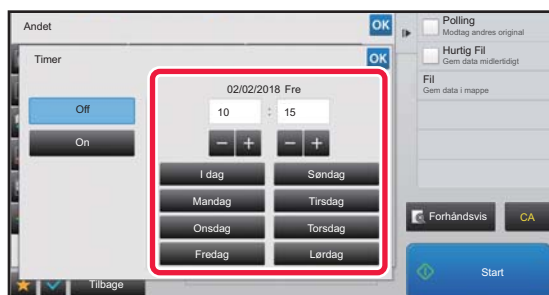 Andet
OK
Timer
OK
02/02/2018 Fre
Off
10 : 15
On
I dag
Søndag
Mandag
Tirsdag
Onsdag
Torsdag
Fredag
Lørdag
Tilbage
Polling
Modtag andres original
Hurtig Fil
Gem data midlertidigt
Fil
Gem data i mappe
Forhåndsvis
CA
Start